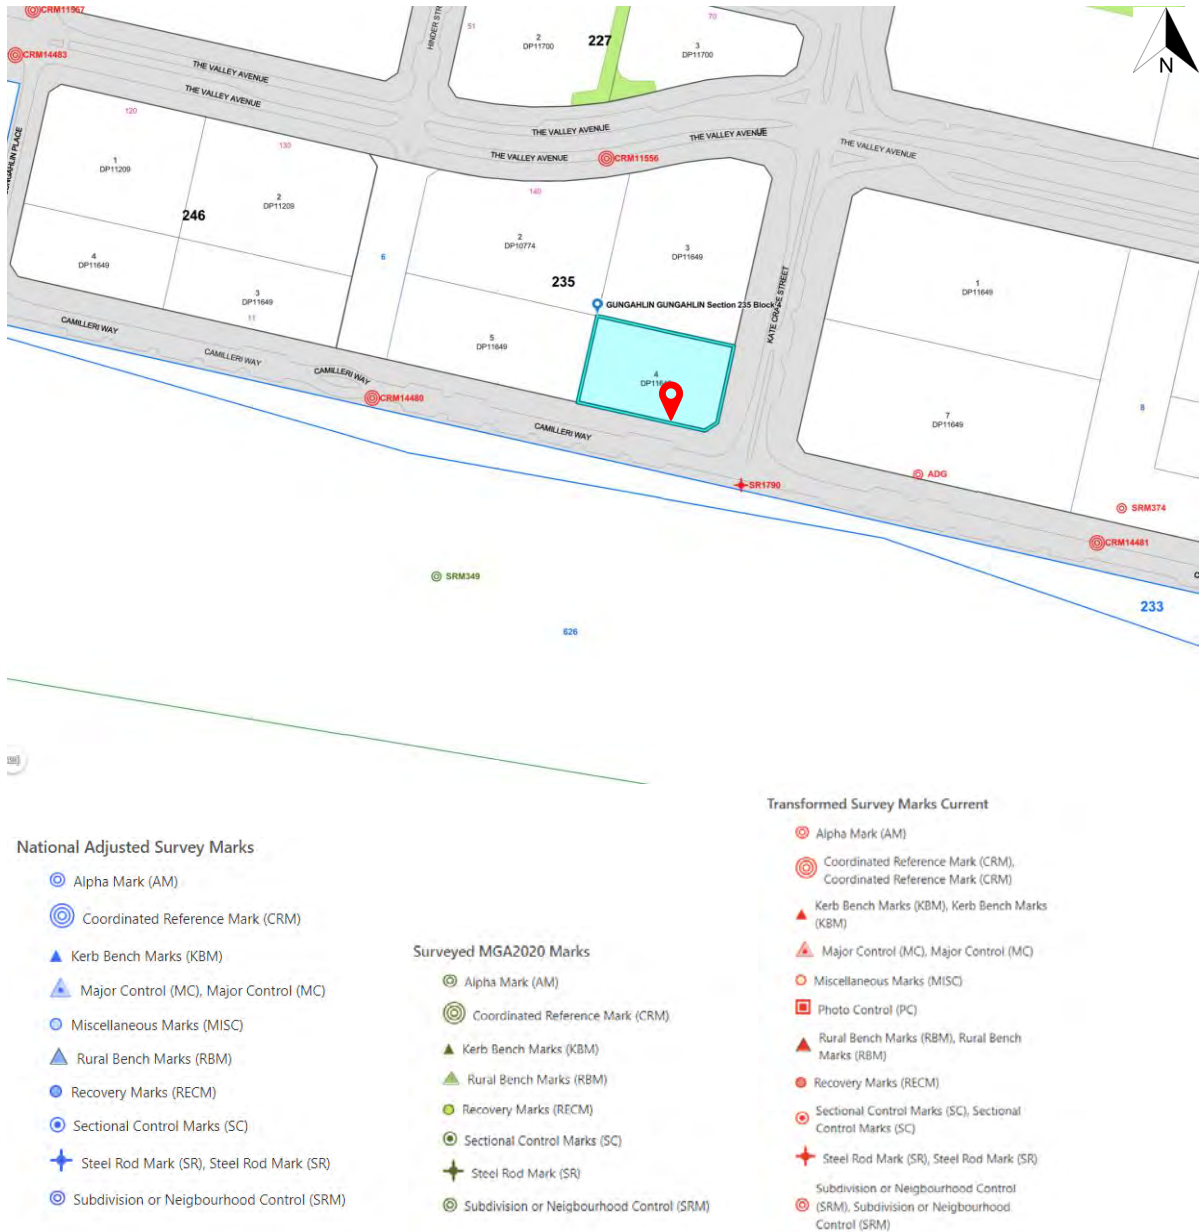 CRM11567
CRM14483
HINDER STR
51
2
DP11700
227
70
3
DP11700
N
THE VALLEY AVENUE
THE VALLEY AVENUE
THE VALLEY AVENUE
THE VALLEY AVENUE
THE VALLEY AVENUE
CRM11556
THE VALLEY AVENUE
120
130
140
1
DP11209
2
DP11209
246
4
DP11649
3
DP11649
11
6
2
DP10774
235
3
DP11649
KATE CRACE STREET
1
DP11649
GUNGAHLIN GUNGAHLIN Section 235 Block 4
CAMILLERI WAY
CAMILLERI WAY
CAMILLERI WAY
5
DP11649
4
CRM14480
CAMILLERI WAY
7
DP11649
8
ADG
SR1790
SRM374
CRM14481
SRM349
233
626
National Adjusted Survey Marks
Alpha Mark (AM)
Coordinated Reference Mark (CRM)
Kerb Bench Marks (KBM)
Major Control (MC), Major Control (MC)
Miscellaneous Marks (MISC)
Rural Bench Marks (RBM)
Recovery Marks (RECM)
Sectional Control Marks (SC)
Steel Rod Mark (SR), Steel Rod Mark (SR)
Subdivision or Neigbourhood Control (SRM)
Surveyed MGA2020 Marks
Alpha Mark (AM)
Coordinated Reference Mark (CRM)
Kerb Bench Marks (KBM)
Rural Bench Marks (RBM)
Recovery Marks (RECM)
Sectional Control Marks (SC)
Steel Rod Mark (SR)
Subdivision or Neigbourhood Control (SRM)
Transformed Survey Marks Current
Alpha Mark (AM)
Coordinated Reference Mark (CRM),
Coordinated Reference Mark (CRM)
Kerb Bench Marks (KBM), Kerb Bench Marks
(KBM)
Major Control (MC), Major Control (MC)
Miscellaneous Marks (MISC)
Photo Control (PC)
Rural Bench Marks (RBM), Rural Bench
Marks (RBM)
Recovery Marks (RECM)
Sectional Control Marks (SC), Sectional
Control Marks (SC)
Steel Rod Mark (SR), Steel Rod Mark (SR)
Subdivision or Neigbourhood Control
(SRM), Subdivision or Neigbourhood
Control (SRM)